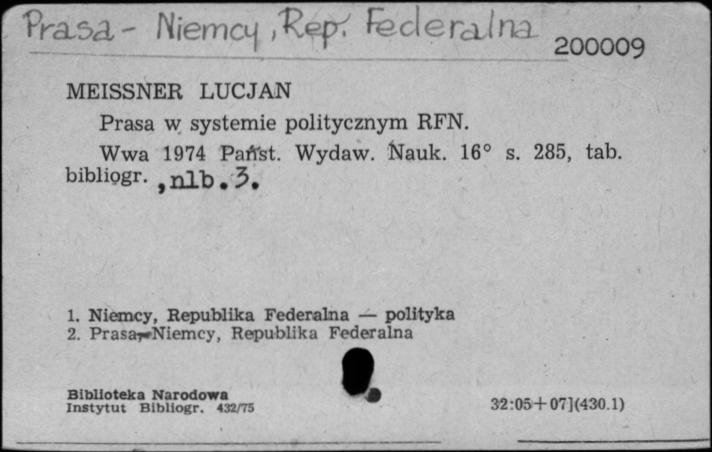 Prasa - Niemcy, Rep. Federalna
200009
MEISSNER LUCJAN
Prasa w systemie politycznym RFN.
Wwa 1974 Państ. Wydaw. Nauk. 16° s. 285, tab.
bibliogr. , nlb. 3.
1. Niemcy, Republika Federalna — polityka
2. Prasa - Niemcy, Republika Federalna
Biblioteka Narodowa
Instytut Bibliogr. 432/75
32:05+07](430.1)